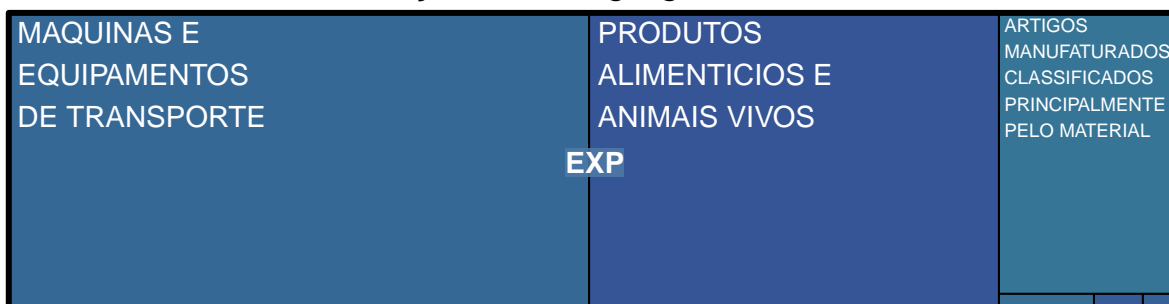 MAQUINAS E
EQUIPAMENTOS
DE TRANSPORTE
PRODUTOS
ALIMENTICIOS E
ANIMAIS VIVOS
ARTIGOS
MANUFATURADOS
CLASSIFICADOS
PRINCIPALMENTE
PELO MATERIAL
EXP